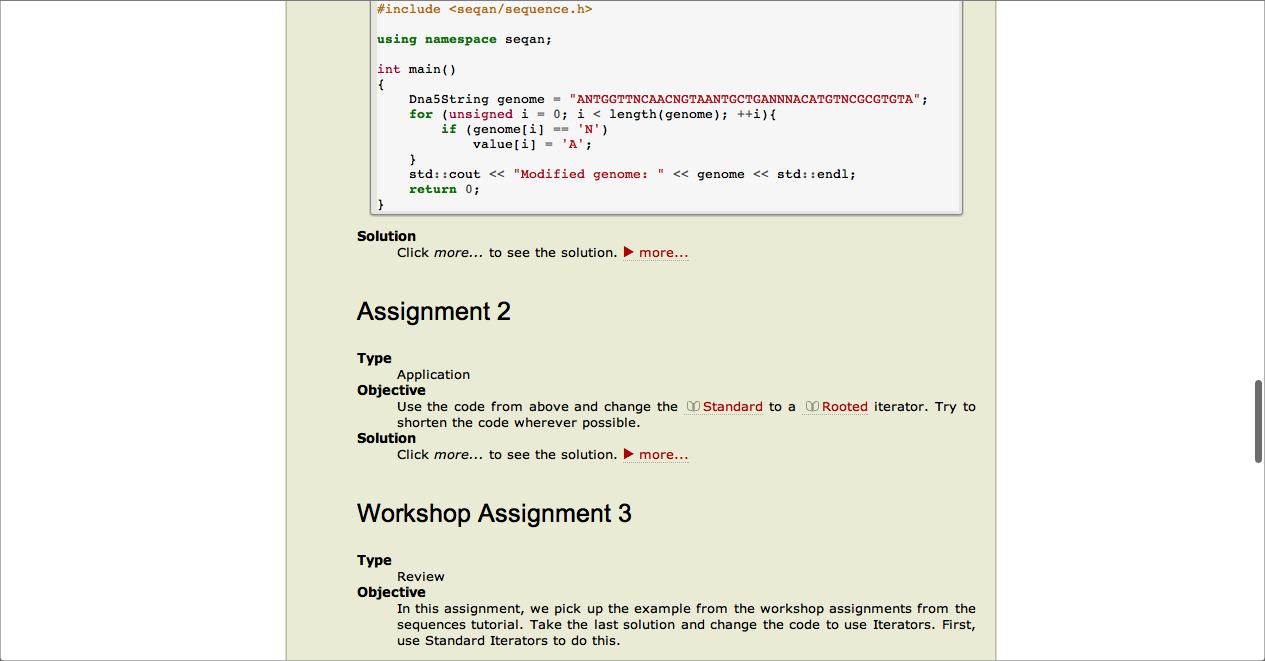 #include <seqan/sequence.h>
using namespace seqan;
int main()
{
Dna5String genome = "ANTGGTTNCAACNGTAANTGCTGANNNACATGTNCGCGTGTA";
for (unsigned i = 0; i < length(genome); ++i){
if (genome[i] == 'N')
value[i] = 'A';
}
std::cout << "Modified genome: " << genome << std::endl;
return 0;
}
Solution
Click more... to see the solution. ▶ more...
Assignment 2
Type
Application
Objective
Use the code from above and change the Standard to a Rooted iterator. Try to
shorten the code wherever possible.
Solution
Click more... to see the solution. ▶ more...
Workshop Assignment 3
Type
Review
Objective
In this assignment, we pick up the example from the workshop assignments from the
sequences tutorial. Take the last solution and change the code to use Iterators. First,
use Standard Iterators to do this.